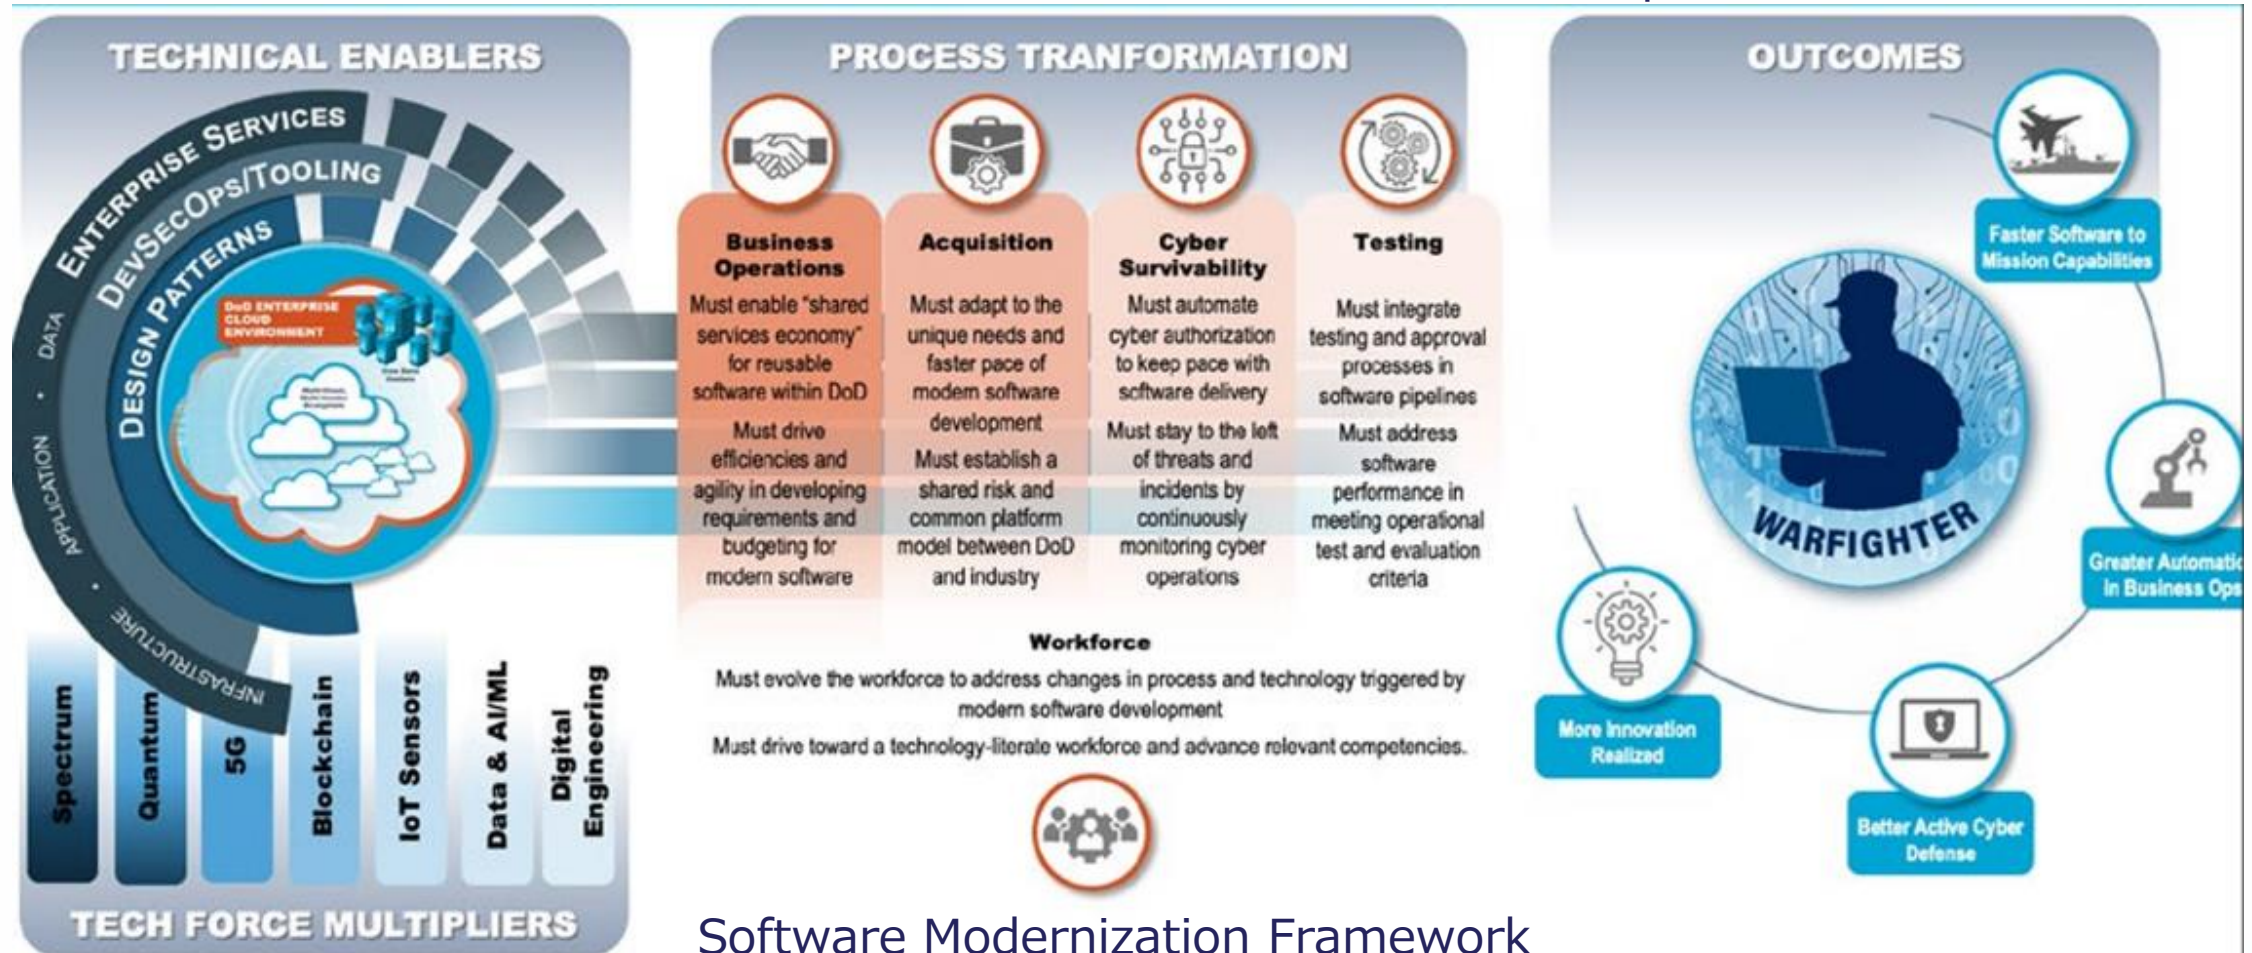 TECHNICAL ENABLERS
ENTERPRISE SERVICES
DEVSECOPS/TOOLING
DESIGN PATTERNS
INFRASTRUCTURE • APPLICATION • DATA
DoD ENTERPRISE
CLOUD
ENVIRONMENT
Spectrum
Quantum
5G
Blockchain
IoT Sensors
Data & AI/ML
Digital
Engineering
TECH FORCE MULTIPLIERS
PROCESS TRANFORMATION
Business
Operations
Must enable "shared
services economy"
for reusable
software within DoD
Must drive
efficiencies and
agility in developing
requirements and
budgeting for
modern software
Acquisition
Must adapt to the
unique needs and
faster pace of
modern software
development
Must establish a
shared risk and
common platform
model between DoD
and industry
Cyber
Survivability
Must automate
cyber authorization
to keep pace with
software delivery
Must stay to the left
of threats and
incidents by
continuously
monitoring cyber
operations
Testing
Must integrate
testing and approval
processes in
software pipelines
Must address
software
performance in
meeting operational
test and evaluation
criteria
Workforce
Must evolve the workforce to address changes in process and technology triggered by
modern software development
Must drive toward a technology-literate workforce and advance relevant competencies.
OUTCOMES
Faster Software to
Mission Capabilities
WARFIGHTER
Greater Automatic
in Business Ops
More Innovation
Realized
Better Active Cyber
Defense
Software Modernization Framework